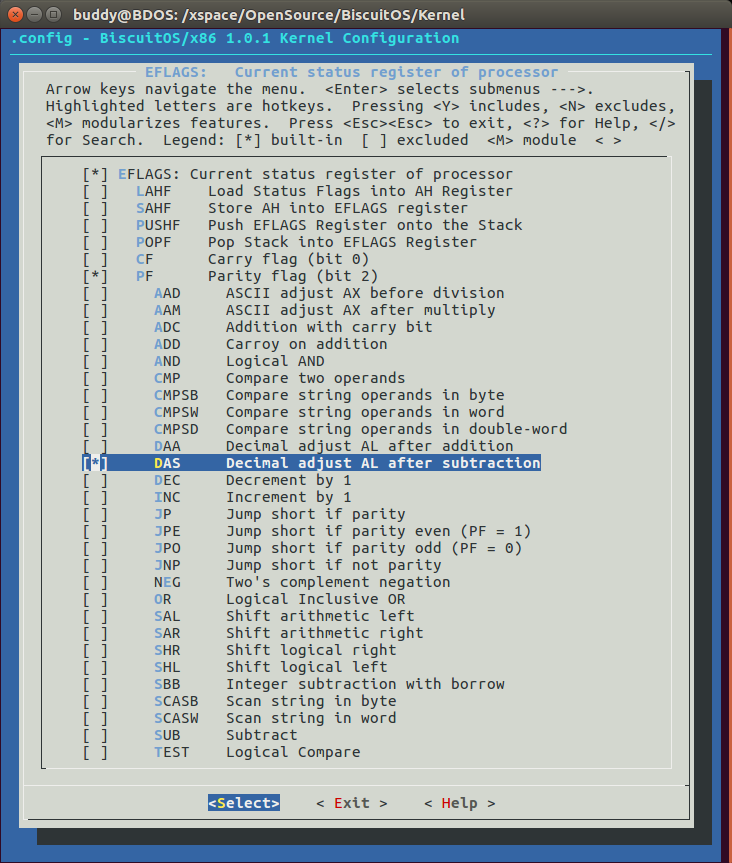 buddy@BDOS: /xspace/OpenSource/BiscuitOS/Kernel
.config - BiscuitOS/x86 1.0.1 Kernel Configuration
EFLAGS:   Current status register of processor
Arrow keys navigate the menu.  <Enter> selects submenus --->.
Highlighted letters are hotkeys.  Pressing <Y> includes, <N> excludes,
<M> modularizes features.  Press <Esc><Esc> to exit, <?> for Help, </>
for Search.  Legend: [*] built-in  [ ] excluded  <M> module  < >
[*] EFLAGS: Current status register of processor
[ ]   LAHF    Load Status Flags into AH Register
[ ]   SAHF    Store AH into EFLAGS register
[ ]   PUSHF   Push EFLAGS Register onto the Stack
[ ]   POPF    Pop Stack into EFLAGS Register
[ ]   CF      Carry flag (bit 0)
[*]   PF      Parity flag (bit 2)
[ ]     AAD     ASCII adjust AX before division
[ ]     AAM     ASCII adjust AX after multiply
[ ]     ADC     Addition with carry bit
[ ]     ADD     Carroy on addition
[ ]     AND     Logical AND
[ ]     CMP     Compare two operands
[ ]     CMPSB   Compare string operands in byte
[ ]     CMPSW   Compare string operands in word
[ ]     CMPSD   Compare string operands in double-word
[ ]     DAA     Decimal adjust AL after addition
[*]     DAS     Decimal adjust AL after subtraction
[ ]     DEC     Decrement by 1
[ ]     INC     Increment by 1
[ ]     JP      Jump short if parity
[ ]     JPE     Jump short if parity even (PF = 1)
[ ]     JPO     Jump short if parity odd (PF = 0)
[ ]     JNP     Jump short if not parity
[ ]     NEG     Two's complement negation
[ ]     OR      Logical Inclusive OR
[ ]     SAL     Shift arithmetic left
[ ]     SAR     Shift arithmetic right
[ ]     SHR     Shift logical right
[ ]     SHL     Shift logical left
[ ]     SBB     Integer subtraction with borrow
[ ]     SCASB   Scan string in byte
[ ]     SCASW   Scan string in word
[ ]     SUB     Subtract
[ ]     TEST    Logical Compare
<Select>    < Exit >    < Help >